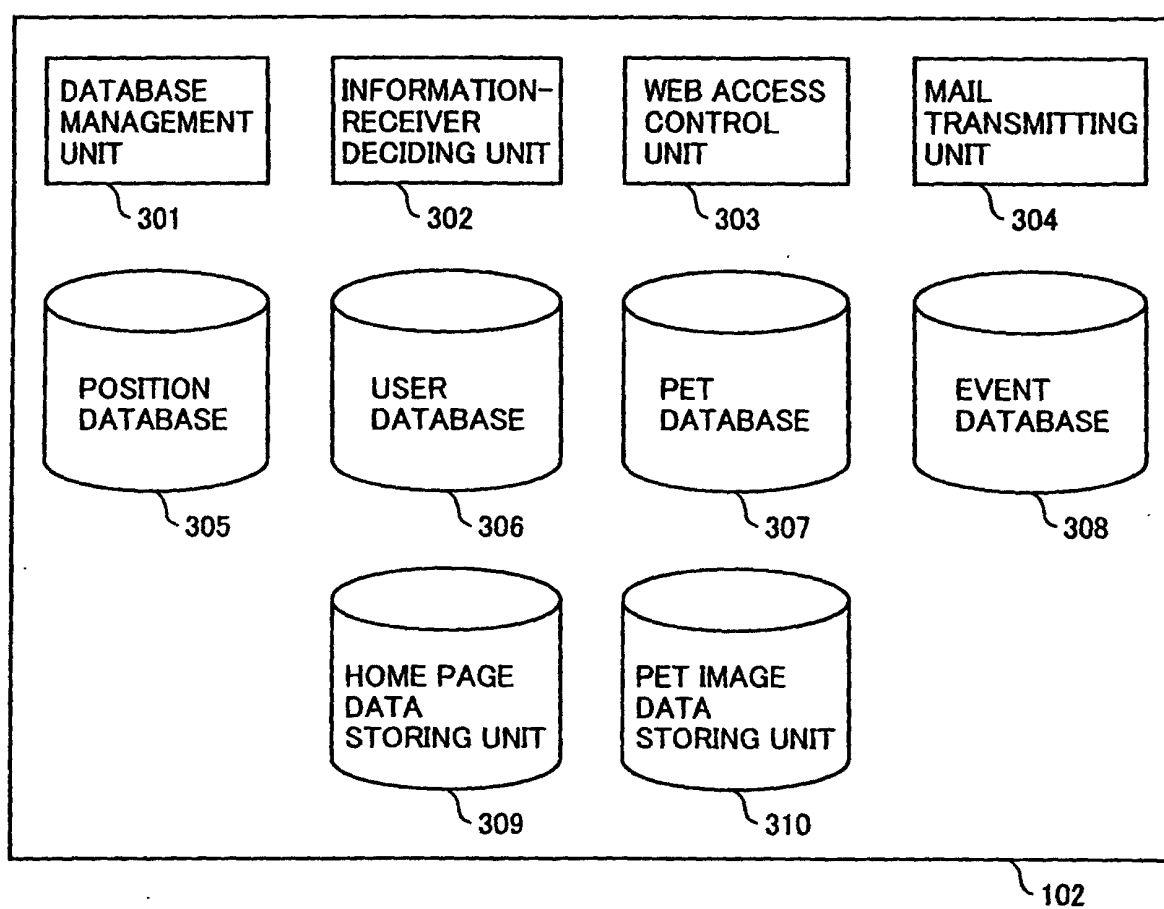 DATABASE
MANAGEMENT
UNIT
301
INFORMATION-
RECEIVER
DECIDING UNIT
302
WEB ACCESS
CONTROL
UNIT
303
MAIL
TRANSMITTING
UNIT
304
POSITION
DATABASE
305
USER
DATABASE
306
PET
DATABASE
307
EVENT
DATABASE
308
HOME PAGE
DATA
STORING UNIT
309
PET IMAGE
DATA
STORING UNIT
310
102